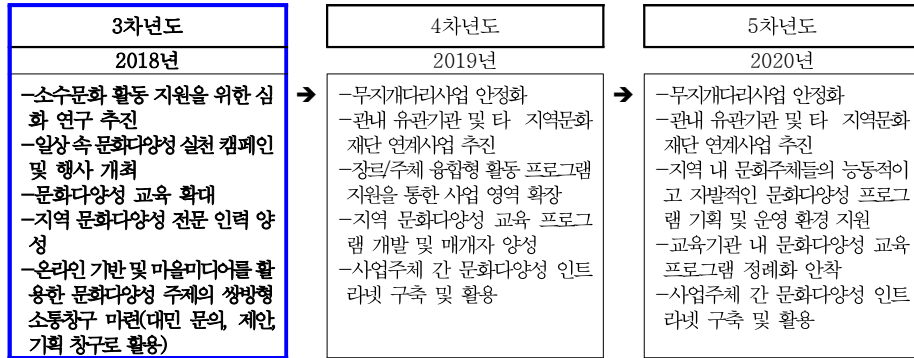 3차년도
2018년
-소수문화 활동 지원을 위한 심
화 연구 추진
-일상 속 문화다양성 실천 캠페인
및 행사 개최
-문화다양성 교육 확대
-지역 문화다양성 전문 인력 양
성
-온라인 기반 및 마을미디어를 활
용한 문화다양성 주제의 쌍방형
소통창구 마련(대민 문의, 제안,
기획 창구로 활용)
➔
4차년도
2019년
-무지개다리사업 안정화
-관내 유관기관 및 타 지역문화
재단 연계사업 추진
-장르/주체 융합형 활동 프로그램
지원을 통한 사업 영역 확장
-지역 문화다양성 교육 프로그
램 개발 및 매개자 양성
-사업주체 간 문화다양성 인트
라넷 구축 및 활용
➔
5차년도
2020년
-무지개다리사업 안정화
-관내 유관기관 및 타 지역문화
재단 연계사업 추진
-지역 내 문화주체들의 능동적이
고 자발적인 문화다양성 프로그
램 기획 및 운영 환경 지원
-교육기관 내 문화다양성 교육
프로그램 정례화 안착
-사업주체 간 문화다양성 인트
라넷 구축 및 활용